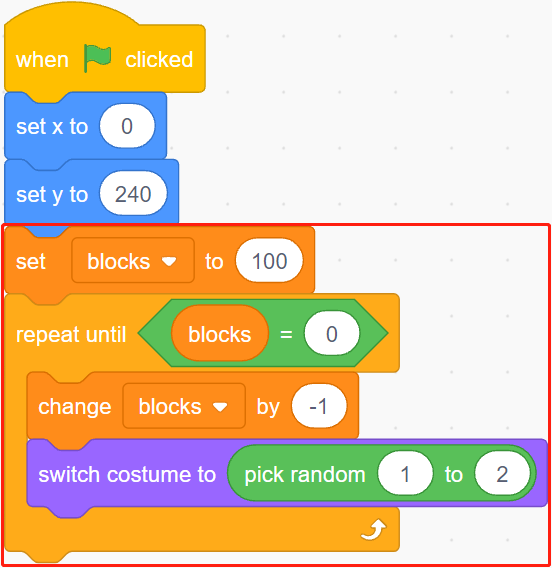 when clicked
set x to 0
set y to 240
set blocks to 100
repeat until blocks = 0
change blocks by -1
switch costume to pick random 1 to 2